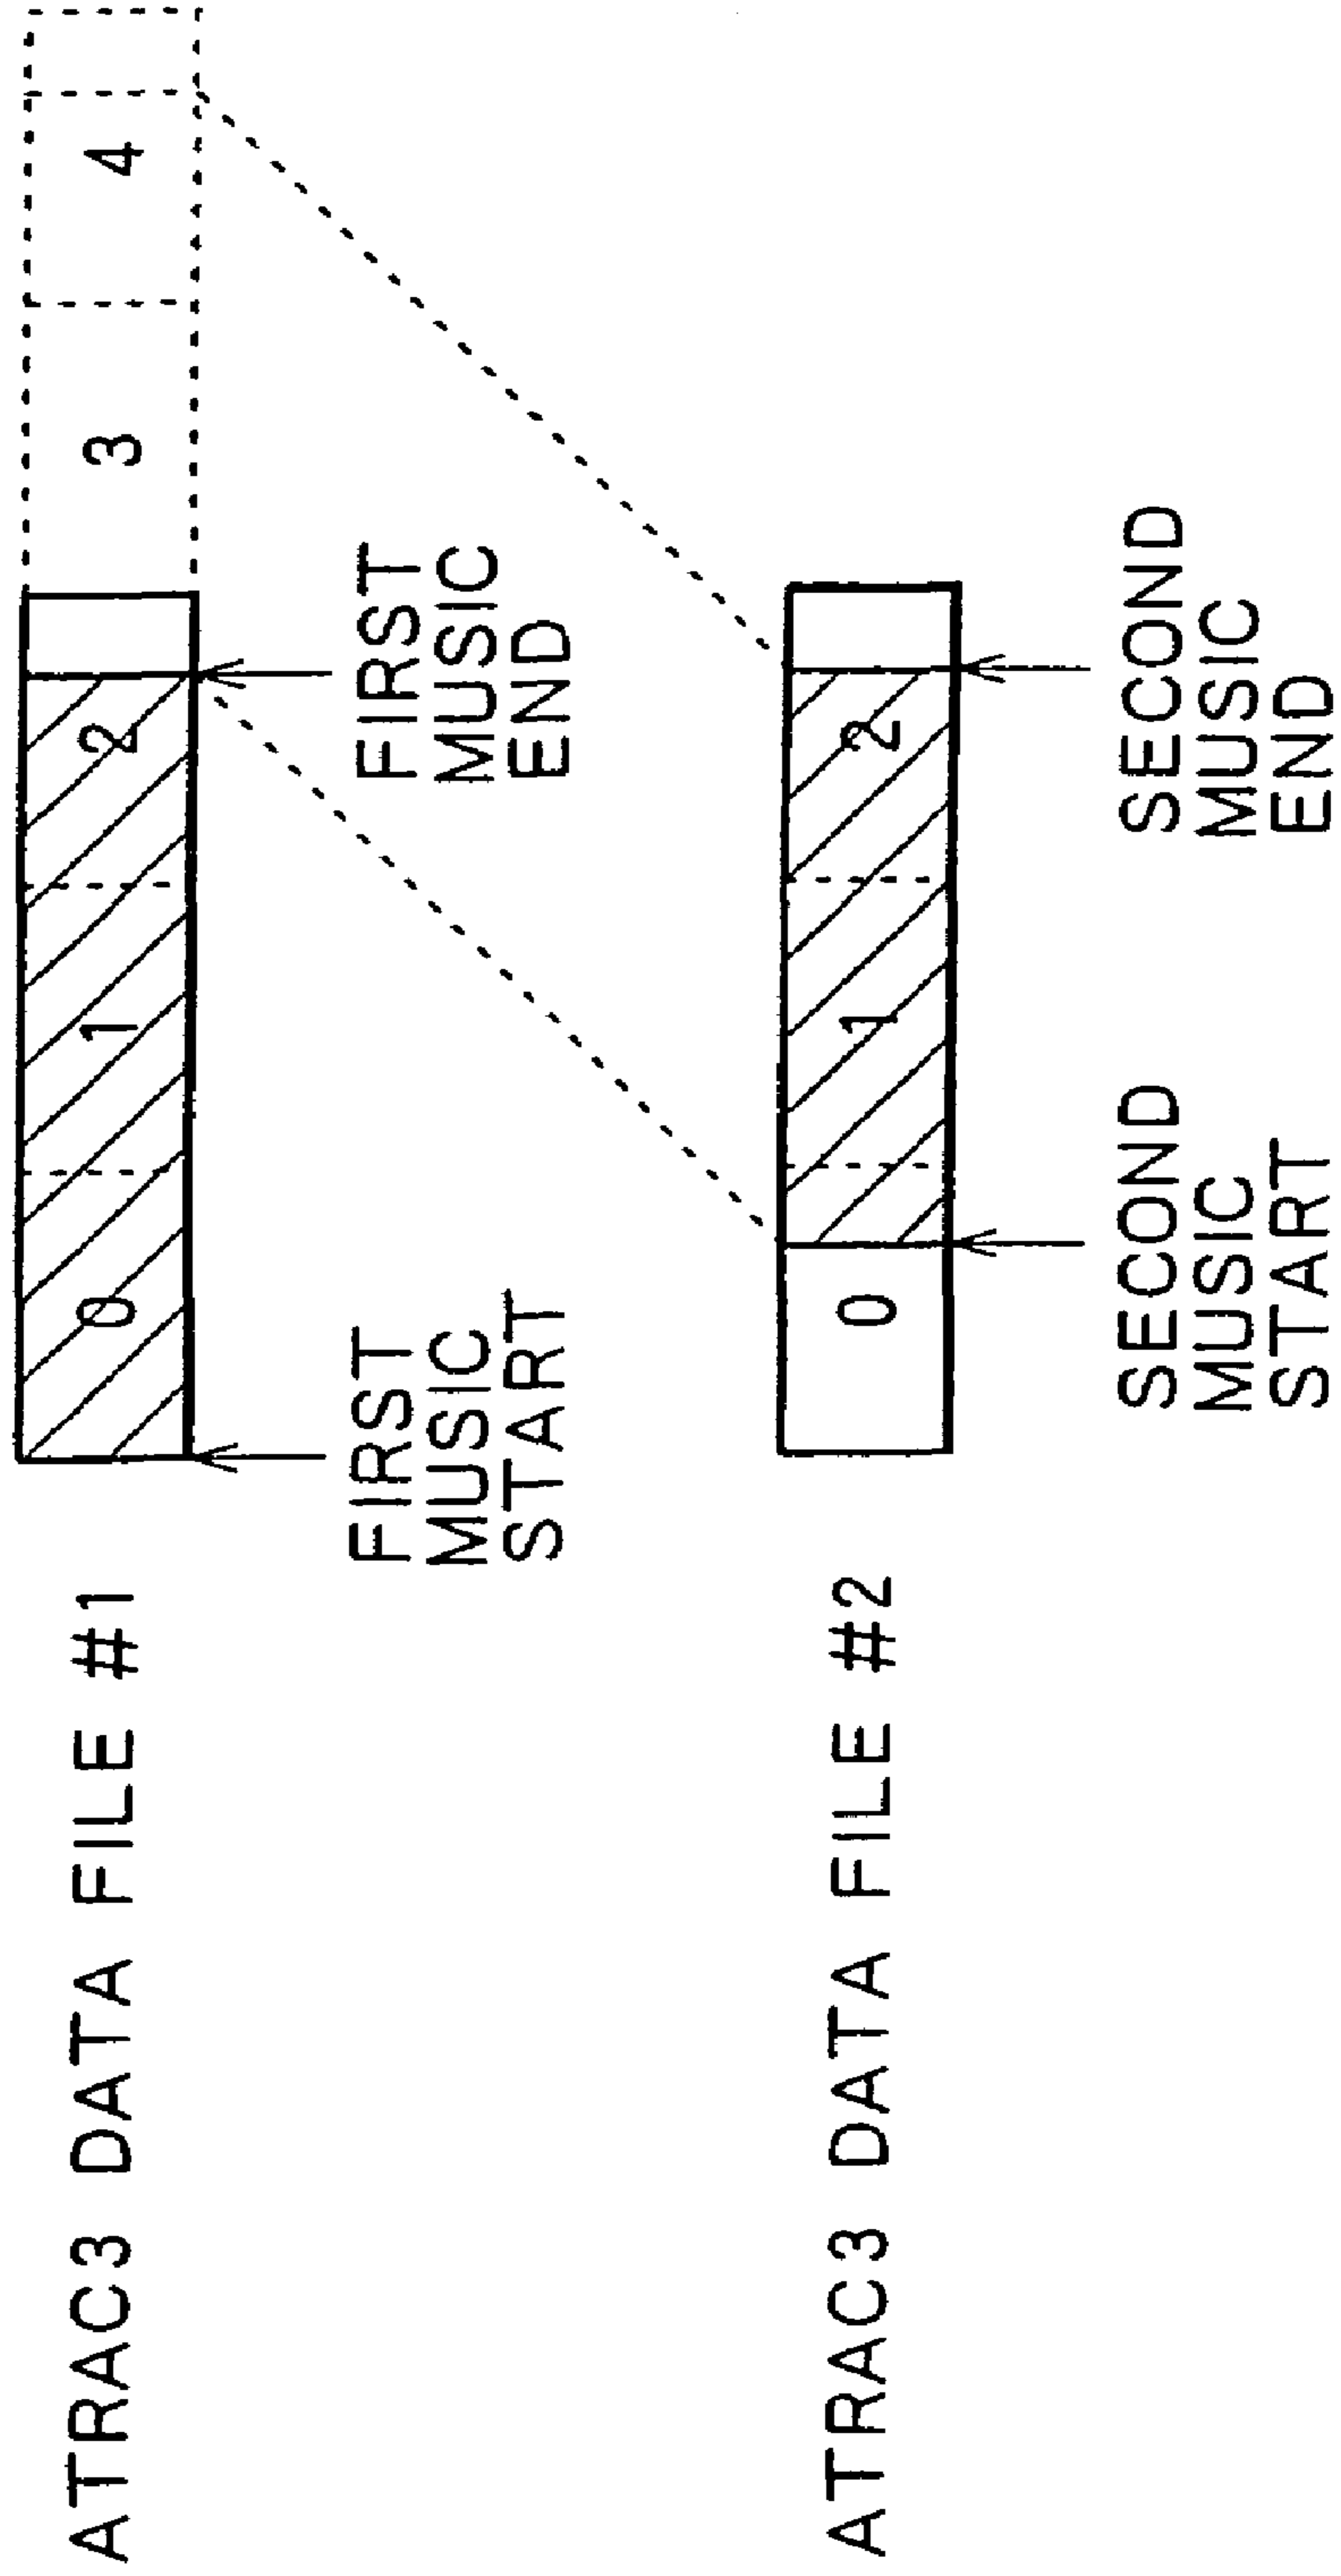 ATRAC3 DATA FILE #1
0
1
2
3
4
FIRST
MUSIC
START
FIRST
MUSIC
END
ATRAC3 DATA FILE #2
0
1
2
SECOND
MUSIC
START
SECOND
MUSIC
END